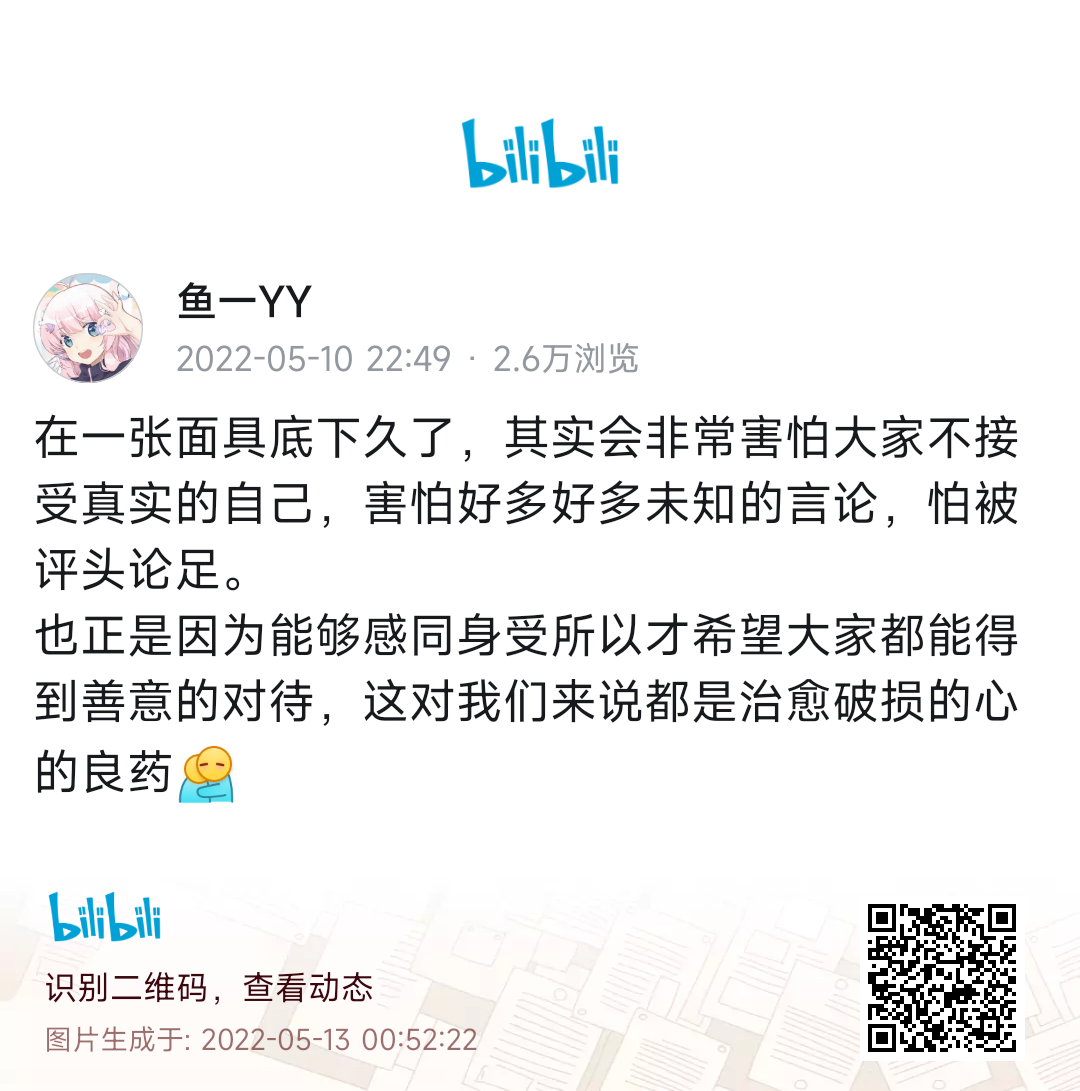 bilibili
鱼一YY
2022-05-10 22:49 · 2.6万浏览
在一张面具底下久了，其实会非常害怕大家不接
受真实的自己，害怕好多好多未知的言论，怕被
评头论足。
也正是因为能够感同身受所以才希望大家都能得
到善意的对待，这对我们来说都是治愈破损的心
的良药
bilibili
识别二维码，查看动态
图片生成于: 2022-05-13 00:52:22